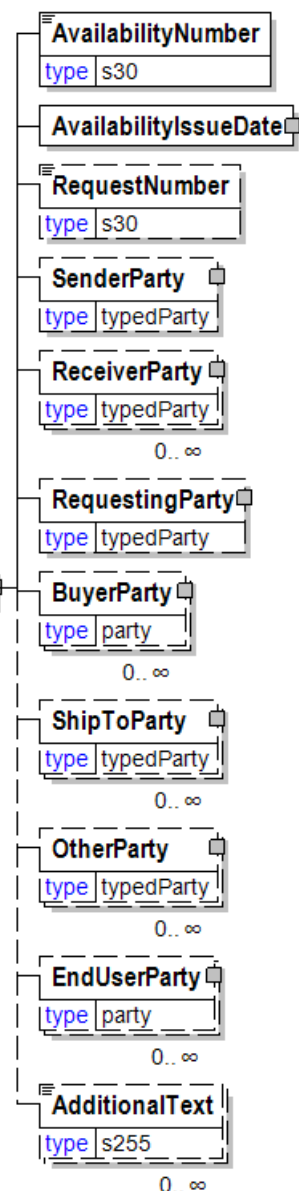 AvailabilityNumber
type s30
AvailabilityIssueDate
RequestNumber
type s30
SenderParty
type typedParty
ReceiverParty
type typedParty
0.. ∞
RequestingParty
type typedParty
BuyerParty
type party
0.. ∞
ShipToParty
type typedParty
0.. ∞
OtherParty
type typedParty
0.. ∞
EndUserParty
type party
0.. ∞
AdditionalText
type s255
0.. ∞